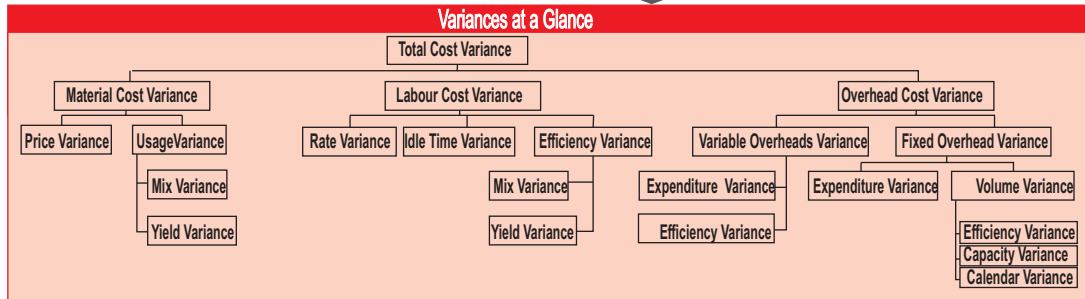 Variances at a Glance
Total Cost Variance
Material Cost Variance
Labour Cost Variance
Overhead Cost Variance
Price Variance
UsageVariance
Rate Variance
Idle Time Variance
Efficiency Variance
Variable Overheads Variance
Fixed Overhead Variance
Mix Variance
Mix Variance
Expenditure Variance
Expenditure Variance
Volume Variance
Yield Variance
Yield Variance
Efficiency Variance
Efficiency Variance
Capacity Variance
Calendar Variance